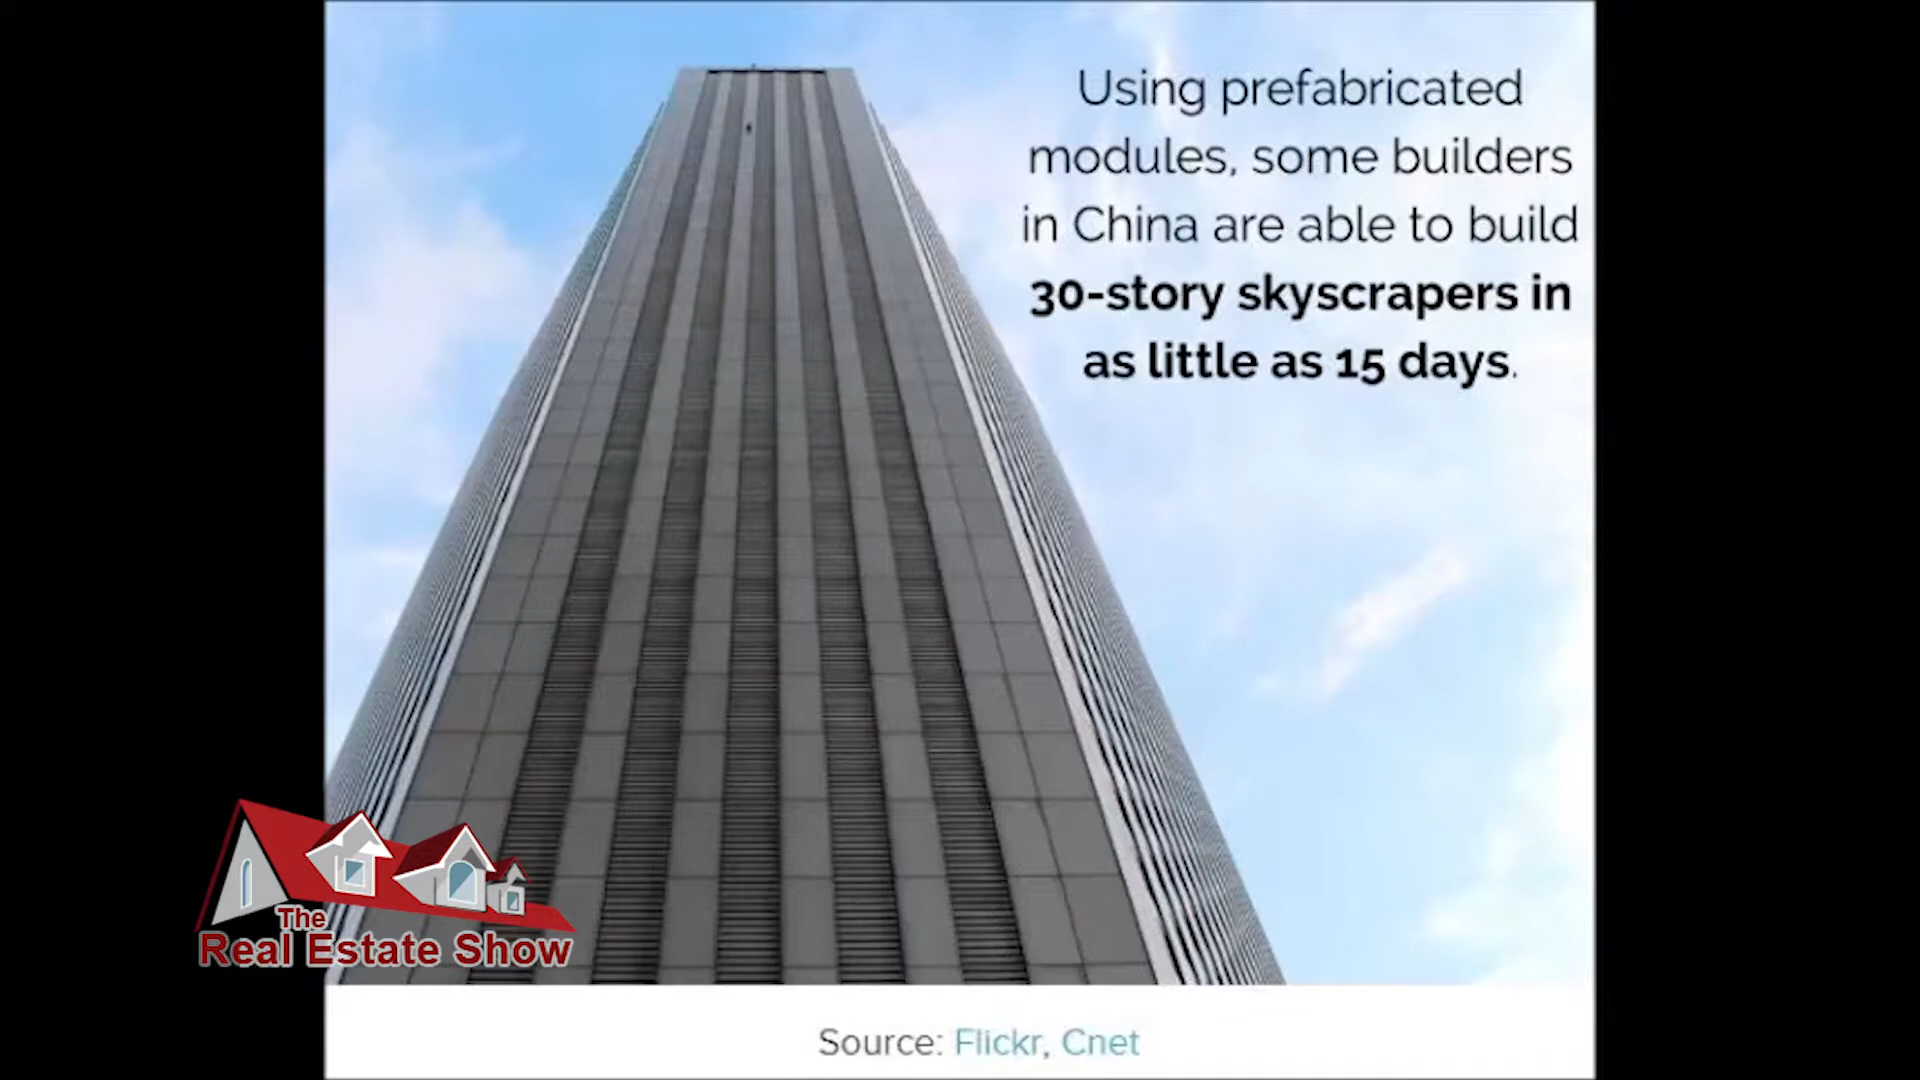 Using prefabricated
modules, some builders
in China are able to build
30-story skyscrapers in
as little as 15 days.
The
Real Estate Show
Source: Flickr, Cnet